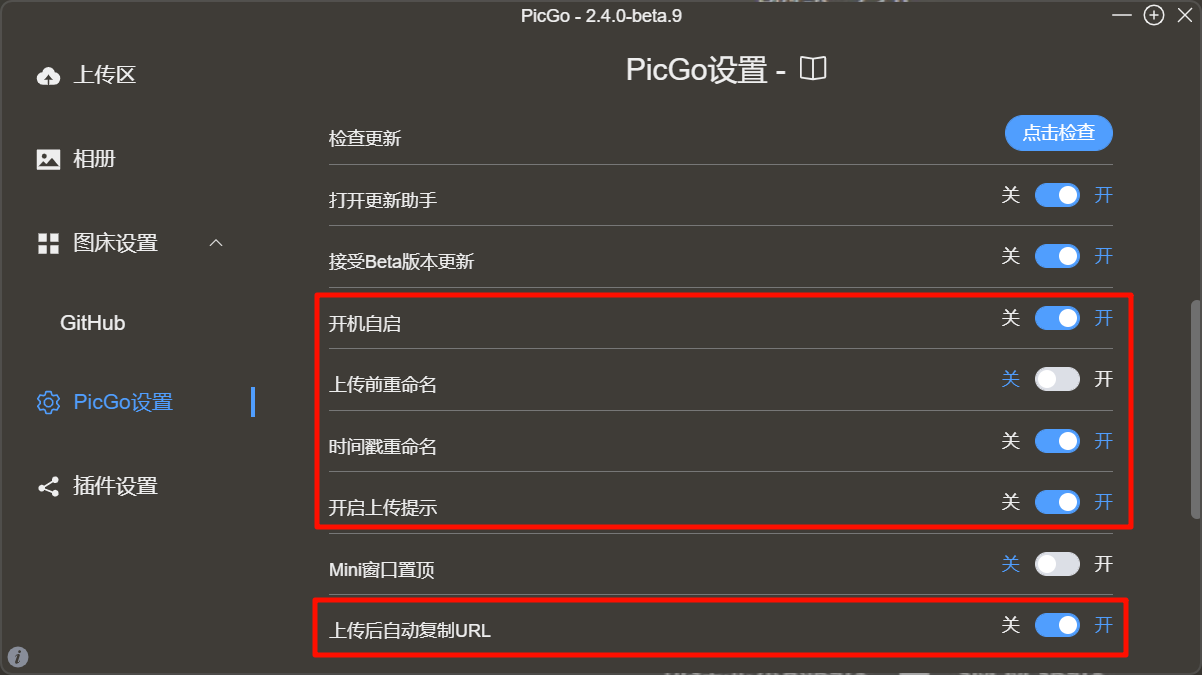 PicGo - 2.4.0-beta.9
上传区
相册
图床设置
GitHub
PicGo设置
插件设置
PicGo设置 -
检查更新 点击检查
打开更新助手 关 开
接受Beta版本更新 关 开
开机自启 关 开
上传前重命名 关 开
时间戳重命名 关 开
开启上传提示 关 开
Mini窗口置顶 关 开
上传后自动复制URL 关 开